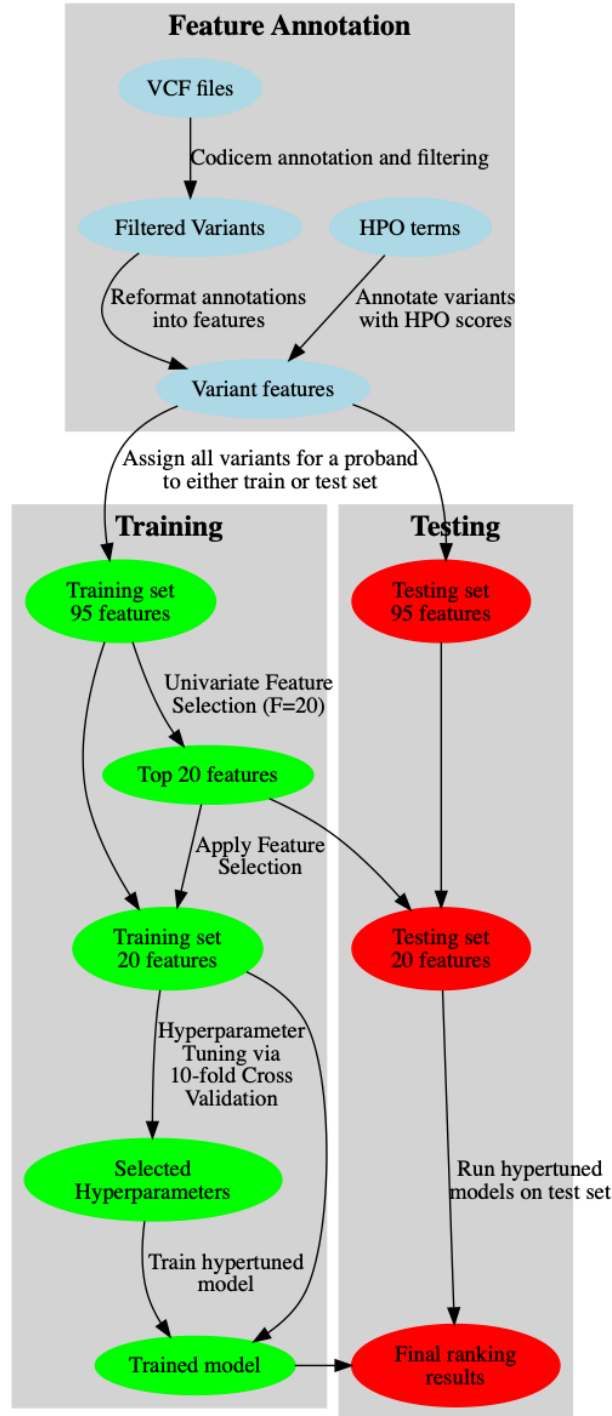 Feature Annotation
VCF files
Codicem annotation and filtering
Filtered Variants
HPO terms
Reformat annotations
into features
Annotate variants
with HPO scores
Variant features
Assign all variants for a proband
to either train or test set
Training
Testing
Training set
95 features
Testing set
95 features
Univariate Feature
Selection (F=20)
Top 20 features
Apply Feature
Selection
Training set
20 features
Testing set
20 features
Hyperparameter
Tuning via
10-fold Cross
Validation
Selected
Hyperparameters
Run hypertuned
models on test set
Train hypertuned
model
Trained model
Final ranking
results